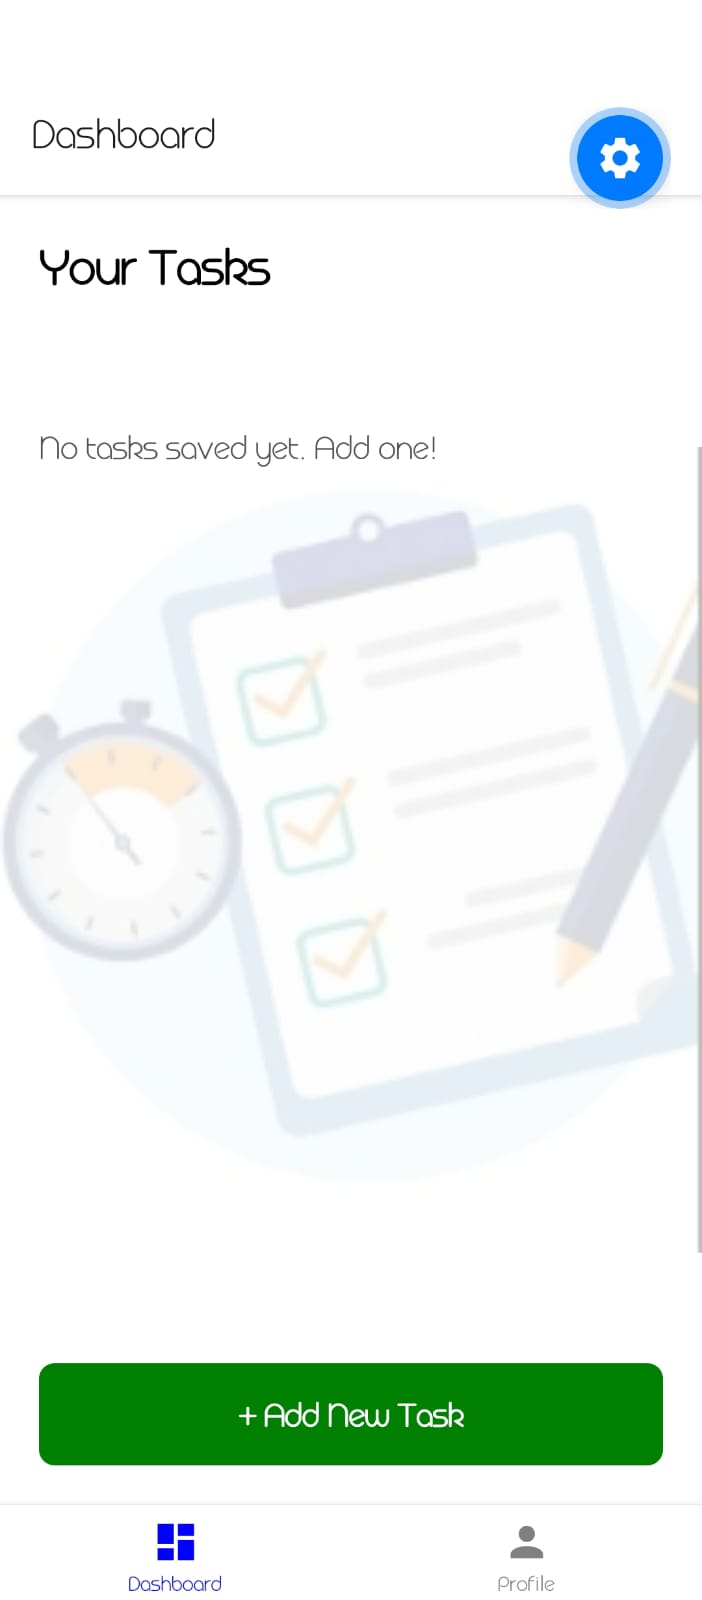 Dashboard
Your Tasks
No tasks saved yet. Add one!
+ Add New Task
Dashboard
Profile